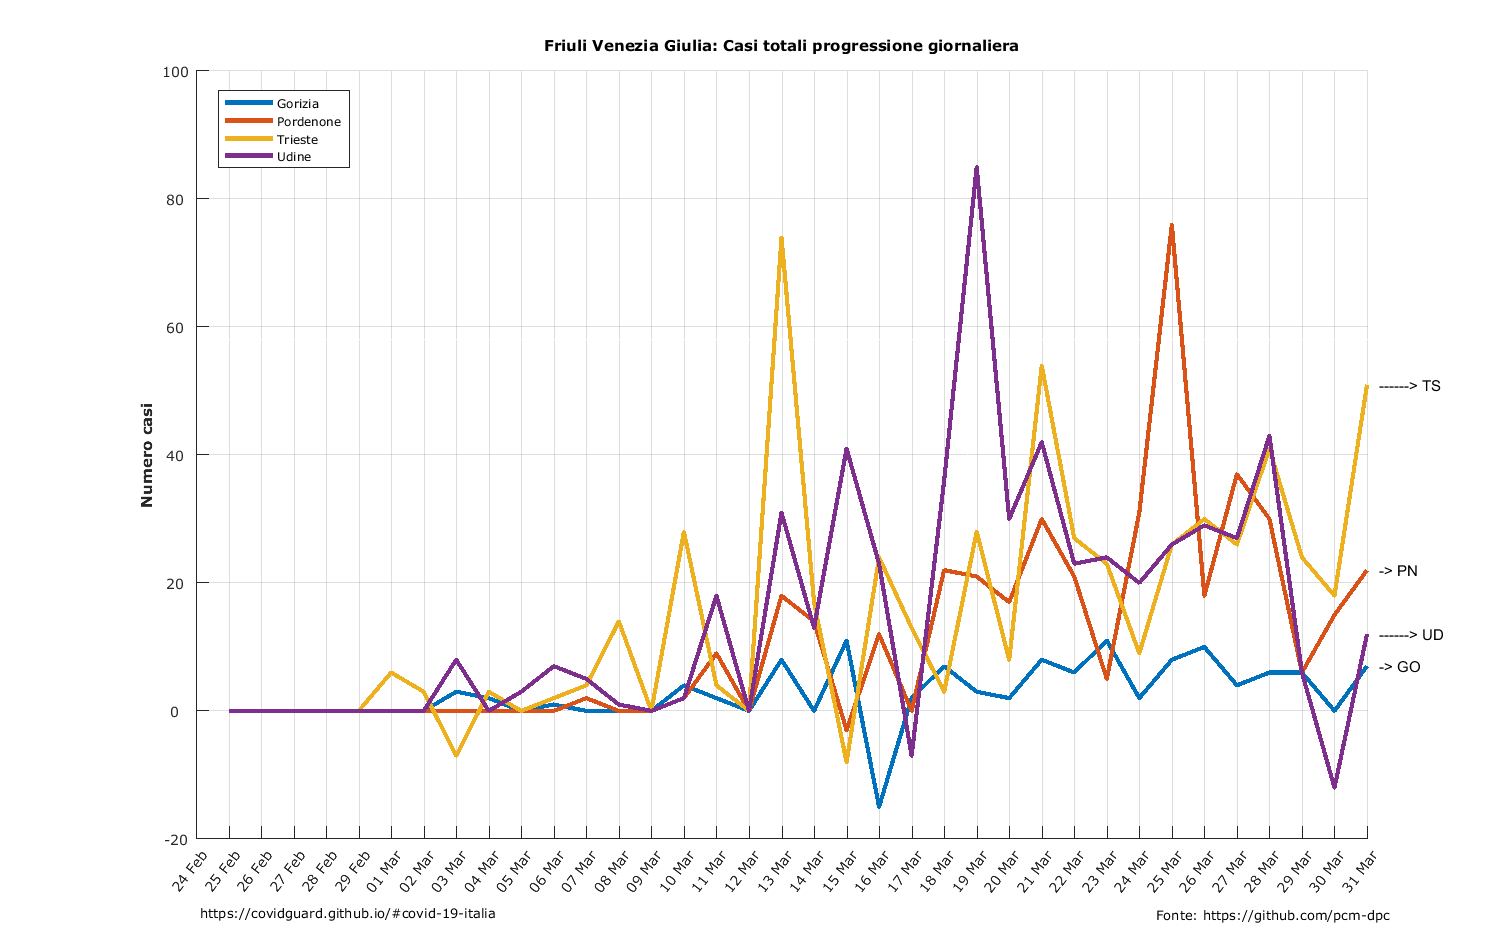 Friuli Venezia Giulia: Casi totali progressione giornaliera
100
80
60
40
20
0
-20
Numero casi
Gorizia
Pordenone
Trieste
Udine
------> TS
-> PN
------> UD
-> GO
24 Feb
25 Feb
26 Feb
27 Feb
28 Feb
29 Feb
01 Mar
02 Mar
03 Mar
04 Mar
05 Mar
06 Mar
07 Mar
08 Mar
09 Mar
10 Mar
11 Mar
12 Mar
13 Mar
14 Mar
15 Mar
16 Mar
17 Mar
18 Mar
19 Mar
20 Mar
21 Mar
22 Mar
23 Mar
24 Mar
25 Mar
26 Mar
27 Mar
28 Mar
29 Mar
30 Mar
31 Mar
https://covidguard.github.io/#covid-19-italia
Fonte: https://github.com/pcm-dpc